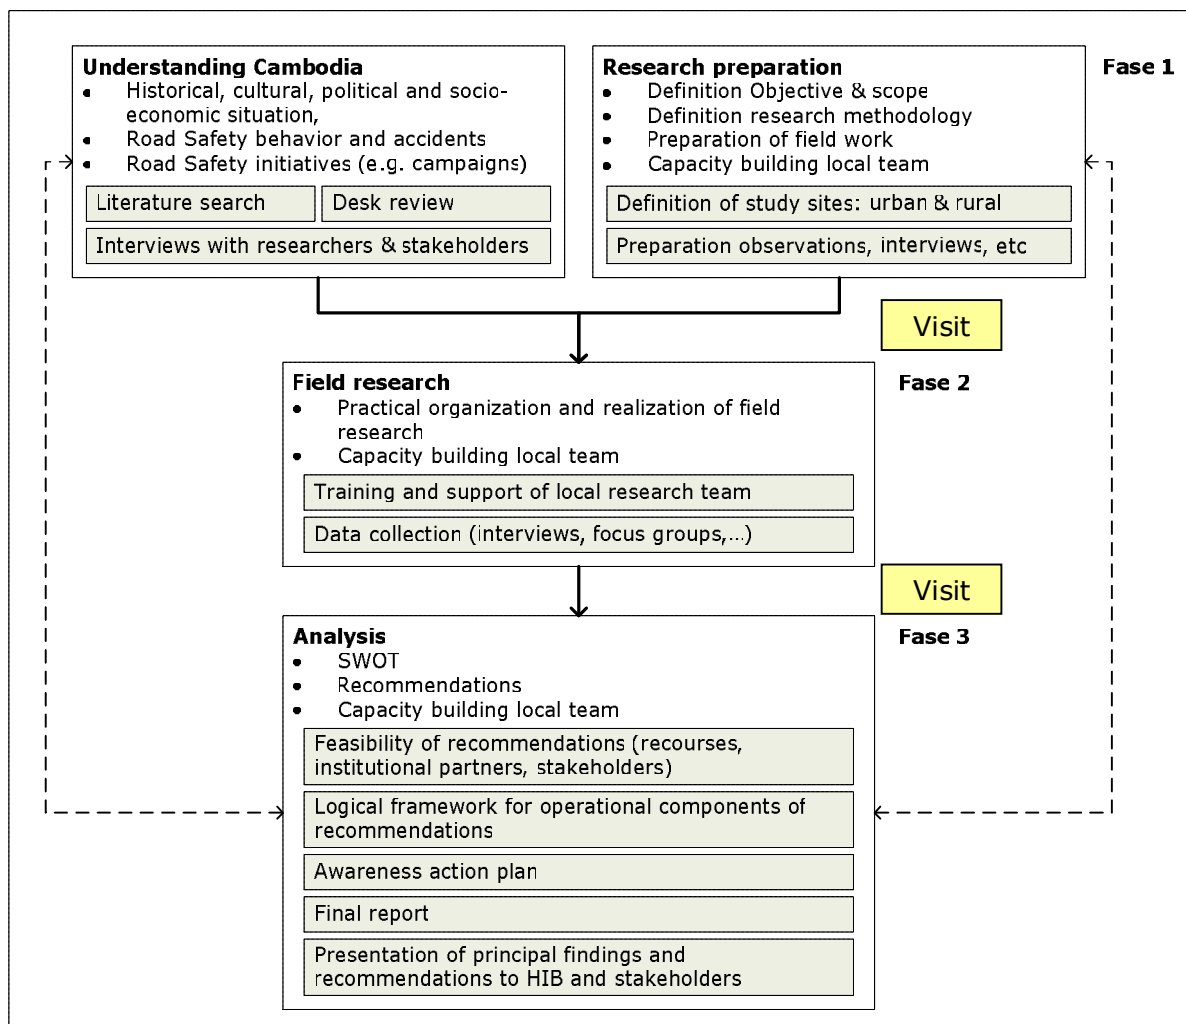 Understanding Cambodia
• Historical, cultural, political and socio-
economic situation,
• Road Safety behavior and accidents
• Road Safety initiatives (e.g. campaigns)
Literature search
Desk review
Interviews with researchers & stakeholders
Research preparation
• Definition Objective & scope
• Definition research methodology
• Preparation of field work
• Capacity building local team
Definition of study sites: urban & rural
Preparation observations, interviews, etc
Fase 1
Visit
Field research
• Practical organization and realization of field
research
• Capacity building local team
Training and support of local research team
Data collection (interviews, focus groups,...)
Fase 2
Visit
Analysis
• SWOT
• Recommendations
• Capacity building local team
Feasibility of recommendations (recourses,
institutional partners, stakeholders)
Logical framework for operational components of
recommendations
Awareness action plan
Final report
Presentation of principal findings and
recommendations to HIB and stakeholders
Fase 3